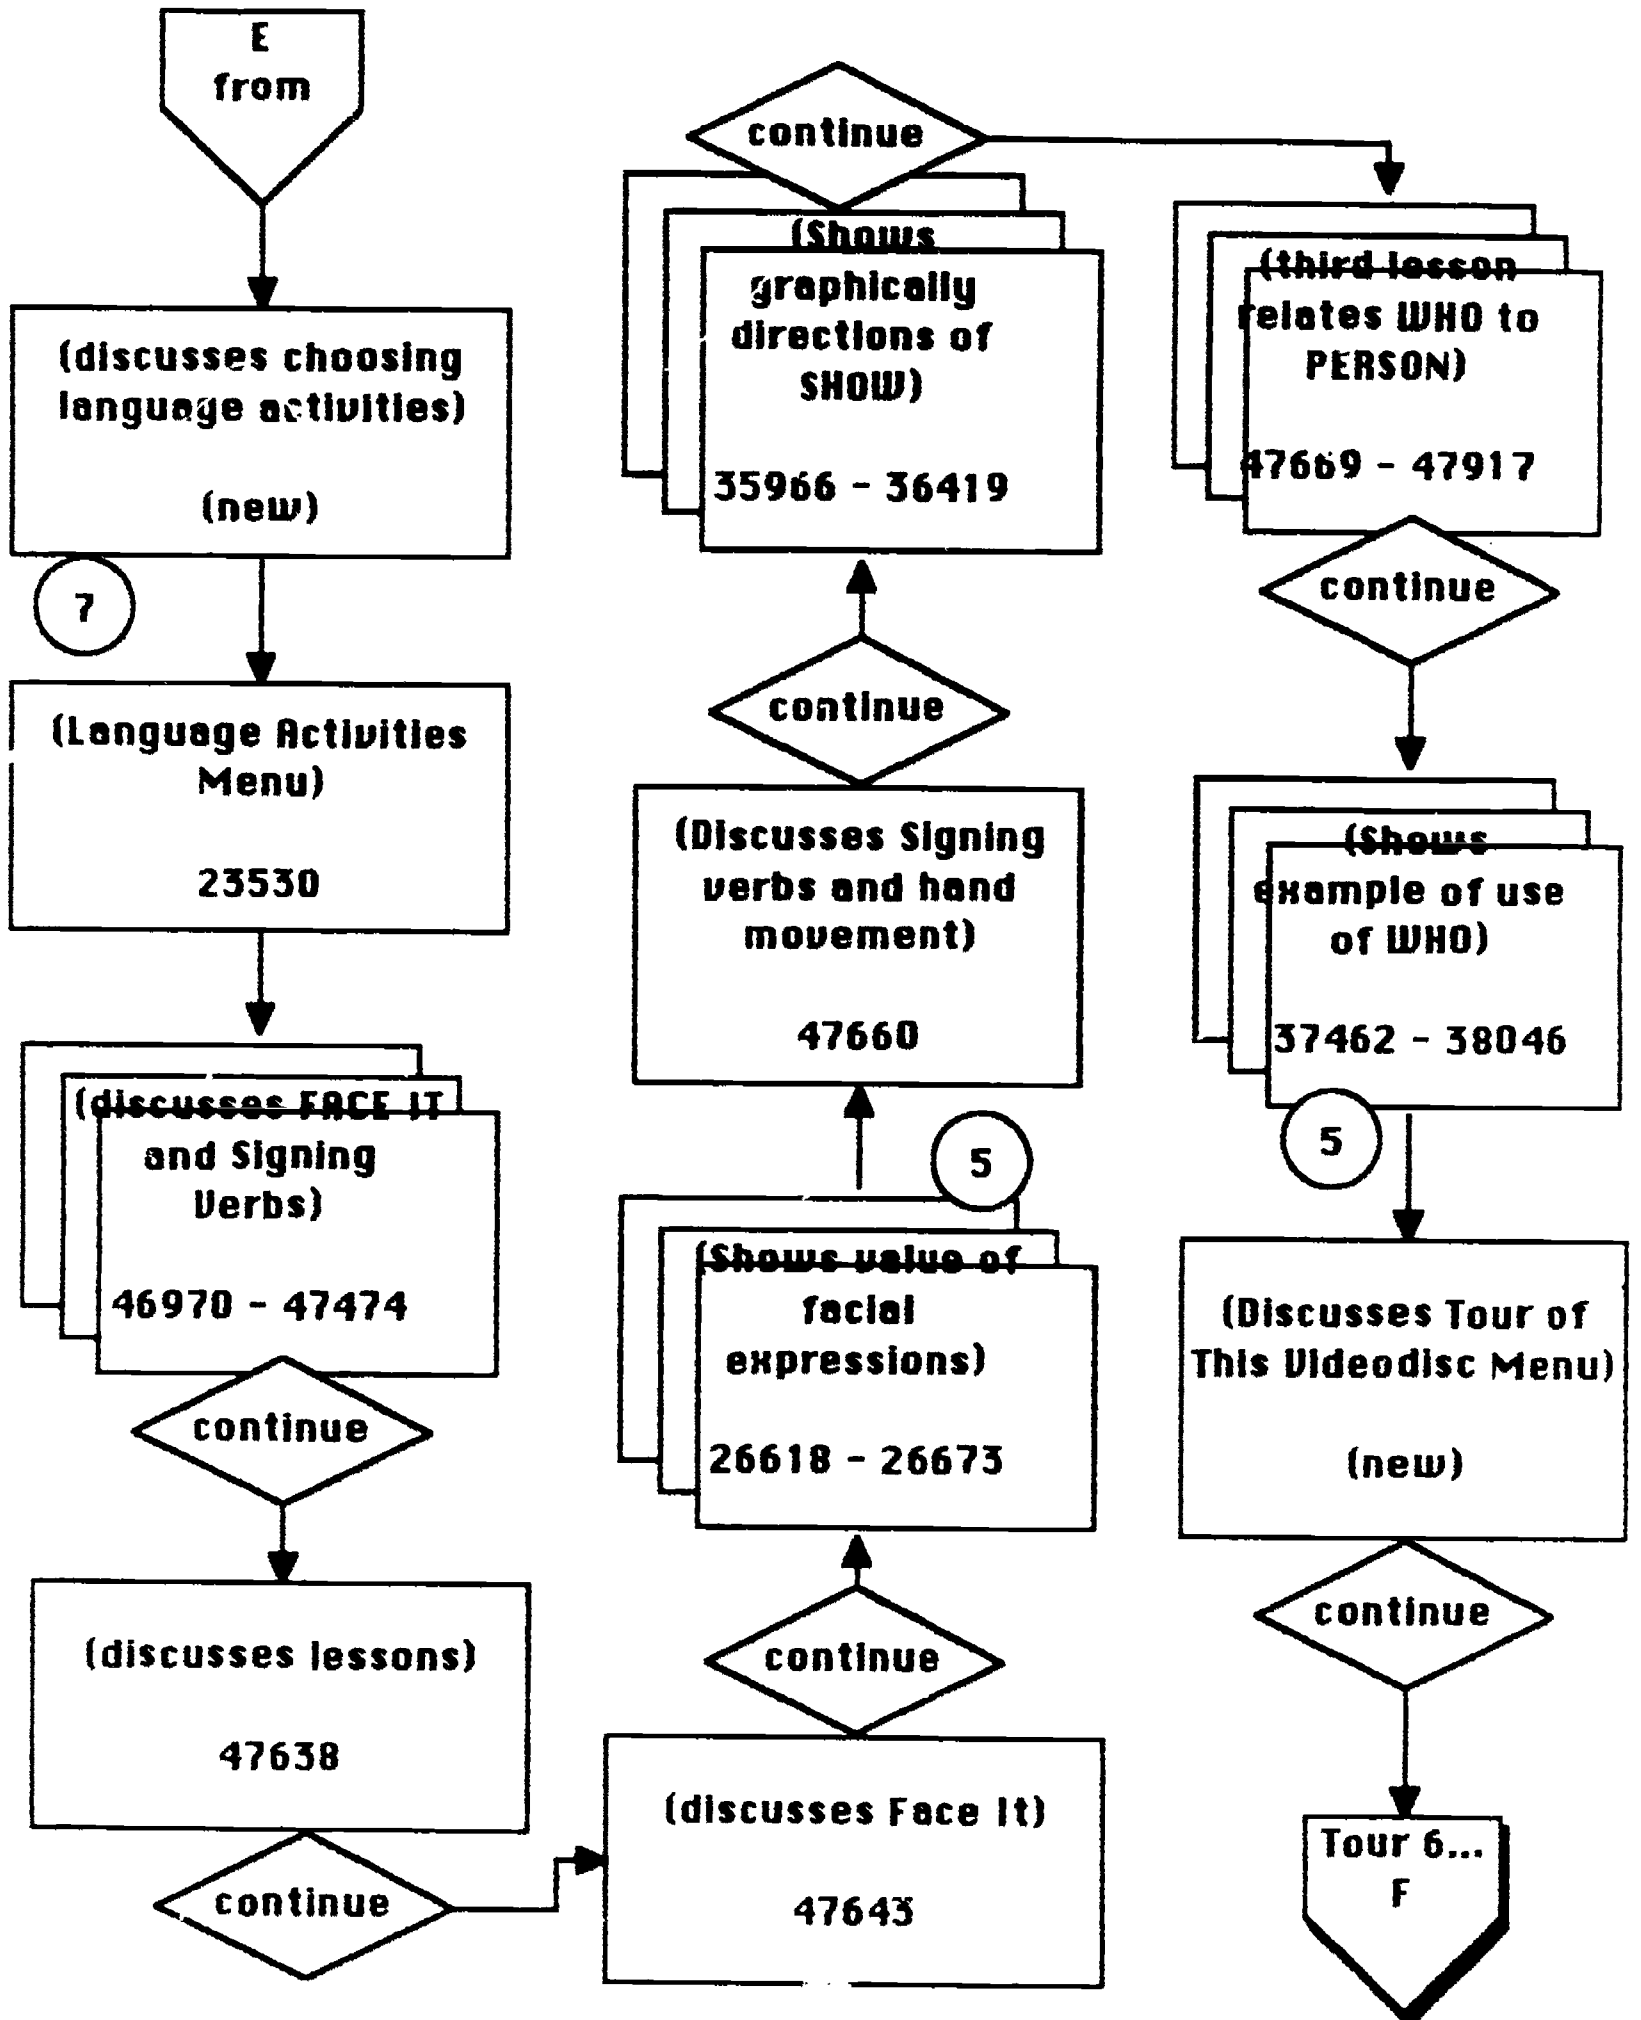 E
from
(discusses choosing
language activities)
(new)
7
(Language Activities
Menu)
23530
(discusses FACE IT
and Signing
Verbs)
46970 - 47474
continue
(discusses lessons)
47638
continue
(discusses Face It)
47643
continue
(Shows value of
facial
expressions)
26618 - 26673
5
(Discusses Signing
verbs and hand
movement)
47660
continue
(Shows
graphically
directions of
SHOW)
35966 - 36419
continue
(third lesson
relates WHO to
PERSON)
47669 - 47917
continue
(Shows
example of use
of WHO)
37462 - 38046
5
(Discusses Tour of
This Videodisc Menu)
(new)
continue
Tour 6...
F